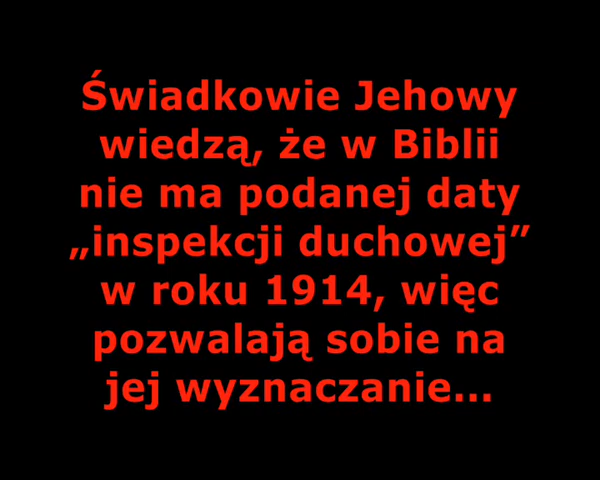 Świadkowie Jehowy
wiedzą, że w Biblii
nie ma podanej daty
„inspekcji duchowej”
w roku 1914, więc
pozwalają sobie na
jej wyznaczanie...